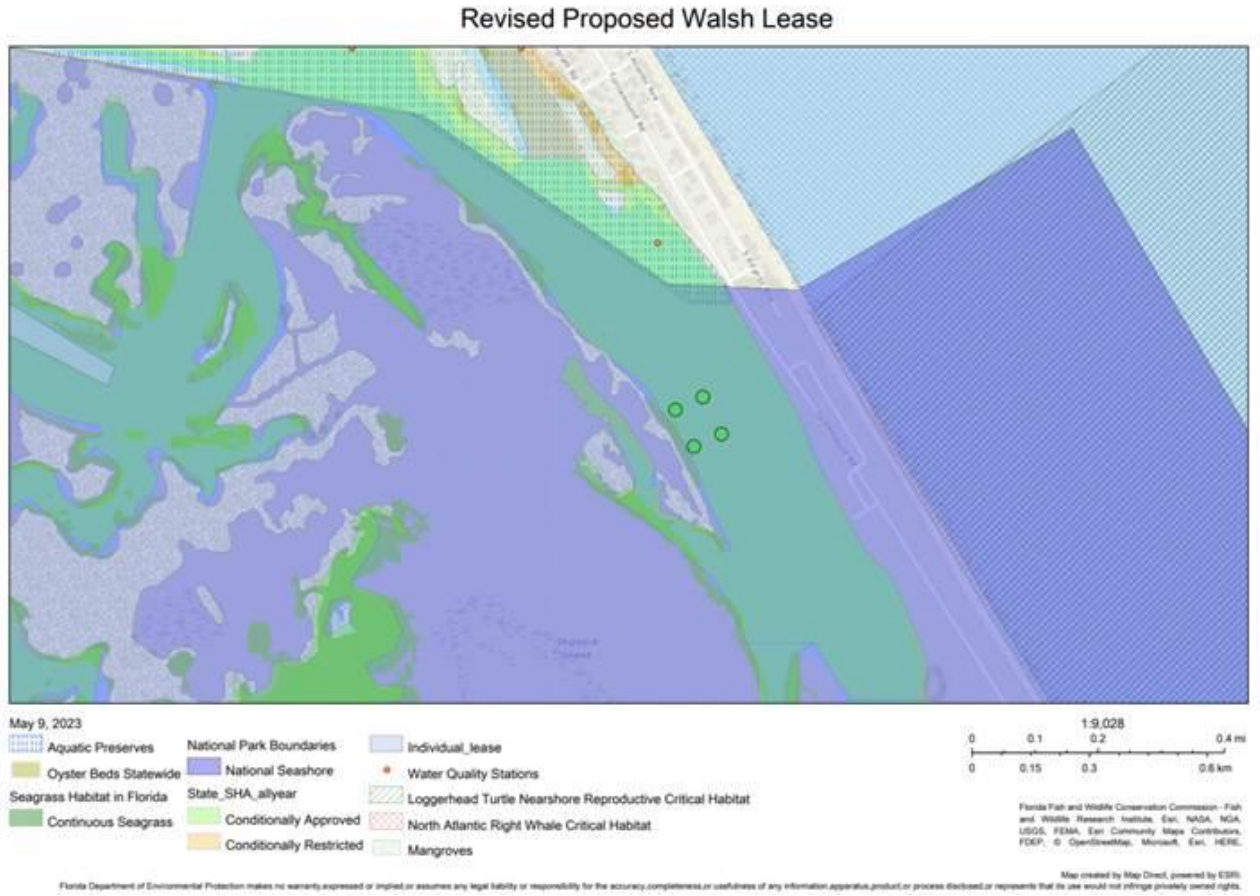 Revised Proposed Walsh Lease
May 9, 2023
Aquatic Preserves
Oyster Beds Statewide
Seagrass Habitat in Florida
Continuous Seagrass
National Park Boundaries
National Seashore
State_SHA_allyear
Conditionally Approved
Conditionally Restricted
Individual_lease
Water Quality Stations
Loggerhead Turtle Nearshore Reproductive Critical Habitat
North Atlantic Right Whale Critical Habitat
Mangroves
1:9,028
0 0.1 0.2 0.4 mi
0 0.15 0.3 0.6 km
Florida Fish and Wildlife Conservation Commission - Fish
and Wildlife Research Institute, Esri, NASA, NGA,
USGS, FEMA, Esri Community Maps Contributors,
FDEP, © OpenStreetMap, Microsoft, Esri, HERE,
Map created by Map Direct, powered by ESRI.
Florida Department of Environmental Protection makes no warranty,expressed or implied,or assumes any legal liability or responsibility for the accuracy,completeness,or usefulness of any information,apparatus,product,or process disclosed,or represents that its use would not infringe privately owned rights.